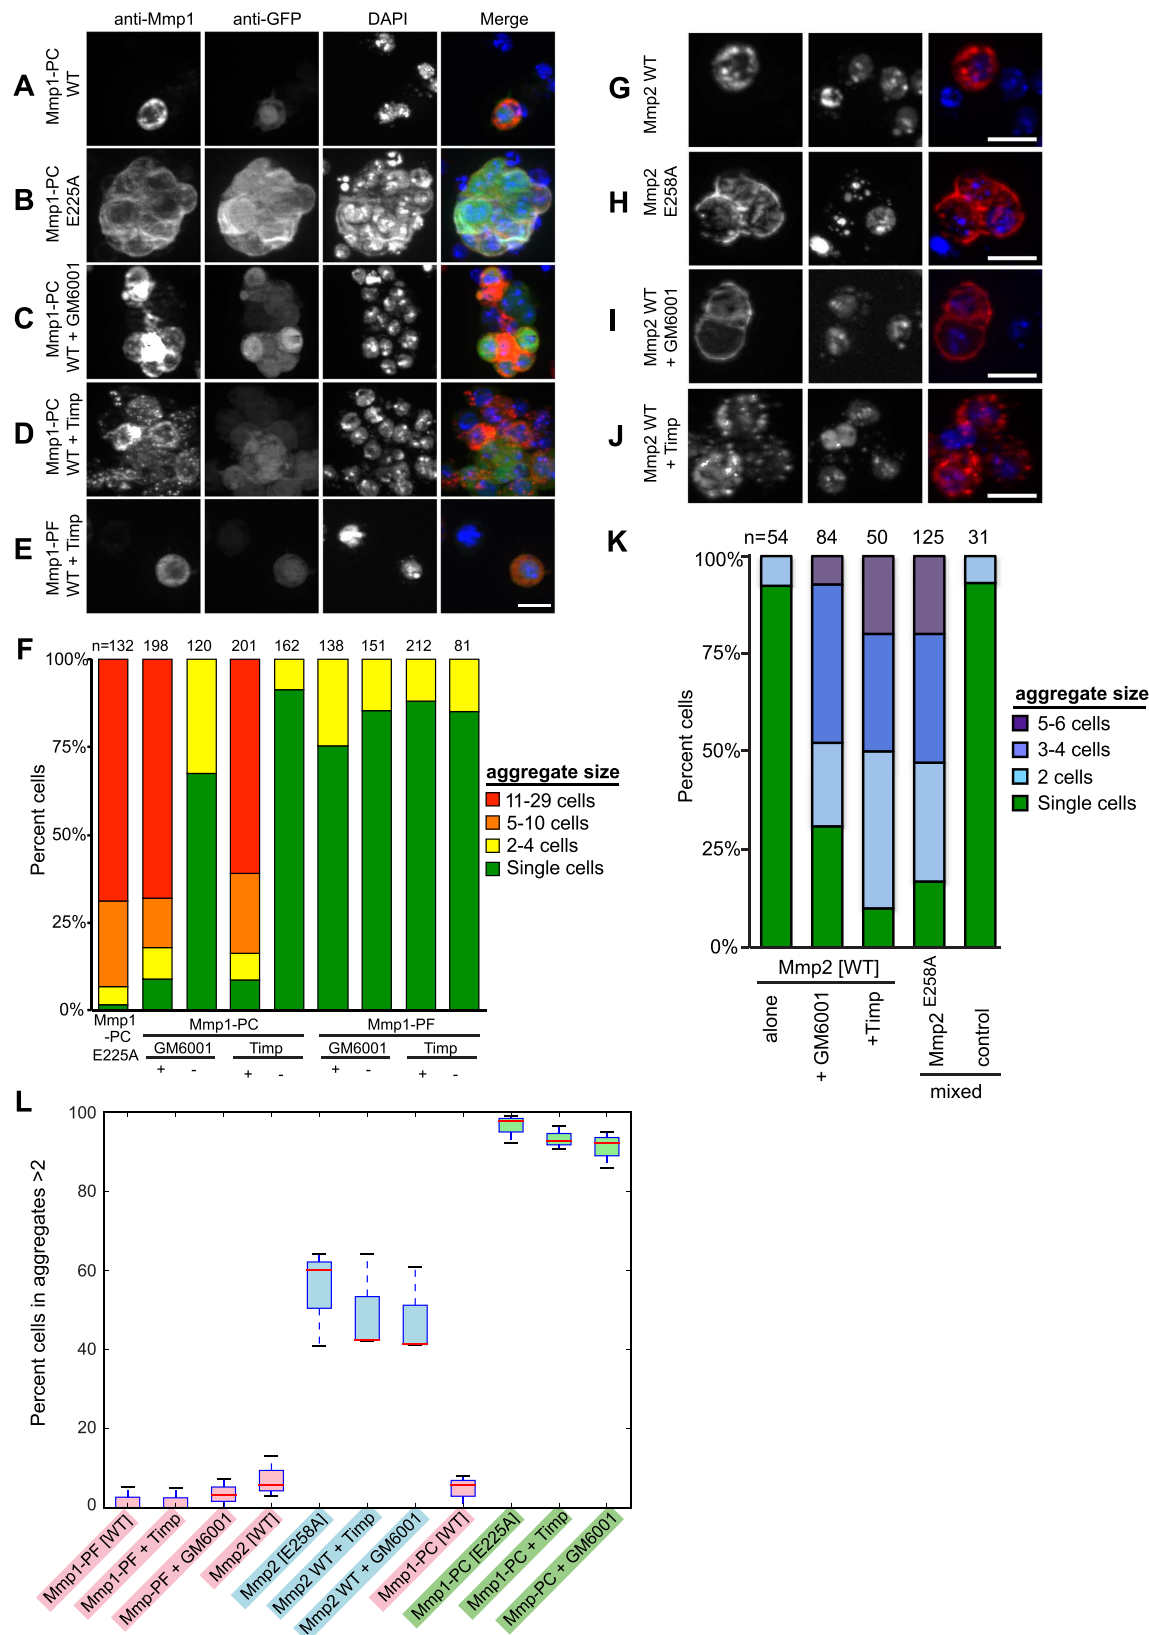 anti-Mmp1 anti-GFP DAPI Merge
A Mmp1-PC WT
B Mmp1-PC E225A
C Mmp1-PC WT + GM6001
D Mmp1-PC WT + Timp
E Mmp1-PF WT + Timp
G Mmp2 WT
H Mmp2 E258A
I Mmp2 WT + GM6001
J Mmp2 WT + Timp
F
n=132 198 120 201 162 138 151 212 81
100%
75%
50%
25%
0%
Percent cells
aggregate size
11-29 cells
5-10 cells
2-4 cells
Single cells
Mmp1 -PC E225A
Mmp1-PC Mmp1-PF
GM6001 Timp GM6001 Timp
+ - + - + - + -
K
n=54 84 50 125 31
100%
75%
50%
25%
0%
Percent cells
aggregate size
5-6 cells
3-4 cells
2 cells
Single cells
Mmp2 [WT]
alone
+ GM6001
+Timp
Mmp2 E258A
control
mixed
L
100
80
60
40
20
0
Percent cells in aggregates >2
Mmp1-PF [WT]
Mmp1-PF + Timp
Mmp-PF + GM6001
Mmp2 [WT]
Mmp2 [E258A]
Mmp2 WT + Timp
Mmp2 WT + GM6001
Mmp1-PC [WT]
Mmp1-PC [E225A]
Mmp1-PC + Timp
Mmp-PC + GM6001